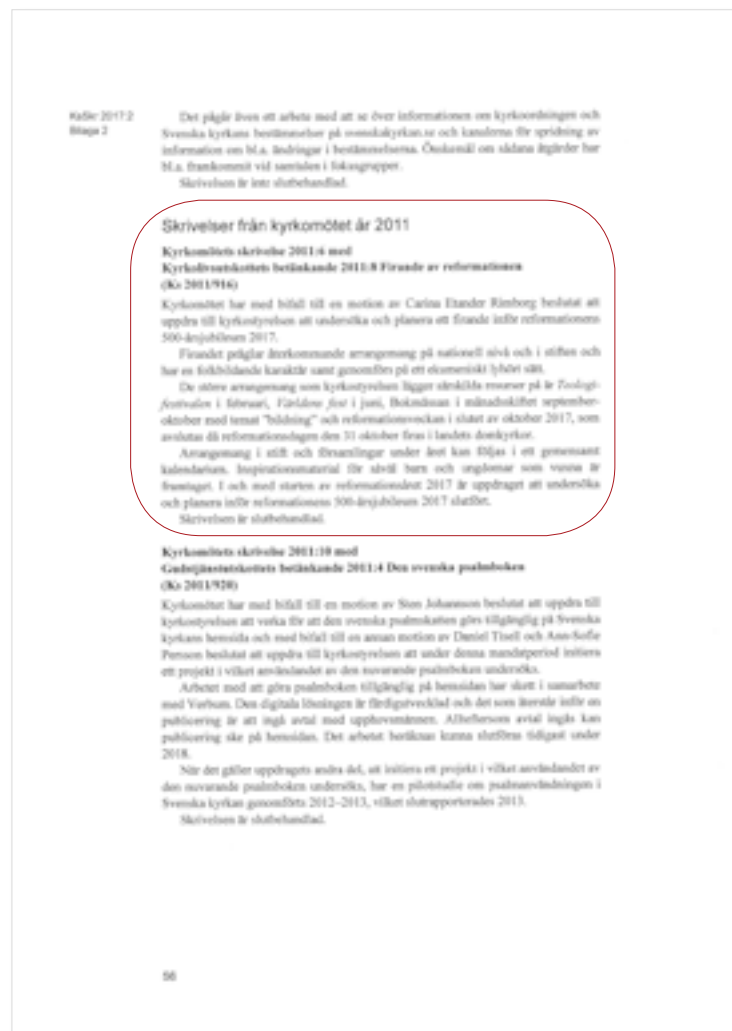 KsSkr 2017:2
Bilaga 2
Det pågår även ett arbete med att se över informationen om kyrkoordningen och
Svenska kyrkans bestämmelser på svenskakyrkan.se och kanalerna för spridning av
information om bl.a. ändringar i bestämmelserna. Önskemål om sådana åtgärder har
bl.a. framkommit vid samtalen i fokusgrupper.
Skrivelsen är inte slutbehandlad.
Skrivelser från kyrkomötet år 2011
Kyrkomötets skrivelse 2011:6 med
Kyrkolivsutskottets betänkande 2011:8 Firande av reformationen
(Ks 2011/916)
Kyrkomötet har med bifall till en motion av Carina Etander Rimborg beslutat att
uppdra till kyrkostyrelsen att undersöka och planera ett firande inför reformationens
500-årsjubileum 2017.
Firandet präglar återkommande arrangemang på nationell nivå och i stiften och
har en folkbildande karaktär samt genomförs på ett ekumeniskt lyhört sätt.
De större arrangemang som kyrkostyrelsen lägger särskilda resurser på är Teologi-
festivalen i februari, Världens fest i juni, Bokmässan i månadsskiftet september-
oktober med temat "bildning" och reformationsveckan i slutet av oktober 2017, som
avslutas då reformationsdagen den 31 oktober firas i landets domkyrkor.
Arrangemang i stift och församlingar under året kan följas i ett gemensamt
kalendarium. Inspirationsmaterial för såväl barn och ungdomar som vuxna är
framtaget. I och med starten av reformationsåret 2017 är uppdraget att undersöka
och planera inför reformationens 500-årsjubileum 2017 slutfört.
Skrivelsen är slutbehandlad.
Kyrkomötets skrivelse 2011:10 med
Gudstjänstutskottets betänkande 2011:4 Den svenska psalmboken
(Ks 2011/920)
Kyrkomötet har med bifall till en motion av Sten Johansson beslutat att uppdra till
kyrkostyrelsen att verka för att den svenska psalmskatten görs tillgänglig på Svenska
kyrkans hemsida och med bifall till en annan motion av Daniel Tisell och Ann-Sofie
Persson beslutat att uppdra till kyrkostyrelsen att under denna mandatperiod initiera
ett projekt i vilket användandet av den nuvarande psalmboken undersöks.
Arbetet med att göra psalmboken tillgänglig på hemsidan har skett i samarbete
med Verbum. Den digitala lösningen är färdigutvecklad och det som återstår inför en
publicering är att ingå avtal med upphovsmännen. Allteftersom avtal ingås kan
publicering ske på hemsidan. Det arbetet beräknas kunna slutföras tidigast under
2018.
När det gäller uppdragets andra del, att initiera ett projekt i vilket användandet av
den nuvarande psalmboken undersöks, har en pilotstudie om psalmanvändningen i
Svenska kyrkan genomförts 2012–2013, vilket slutrapporterades 2013.
Skrivelsen är slutbehandlad.
56